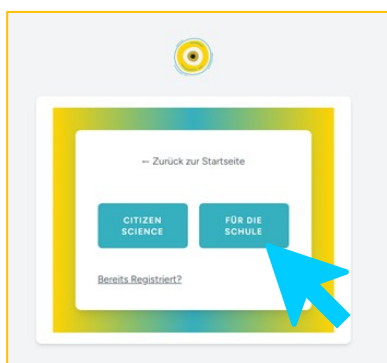 ← Zurück zur Startseite
CITIZEN
SCIENCE
FÜR DIE
SCHULE
Bereits Registriert?